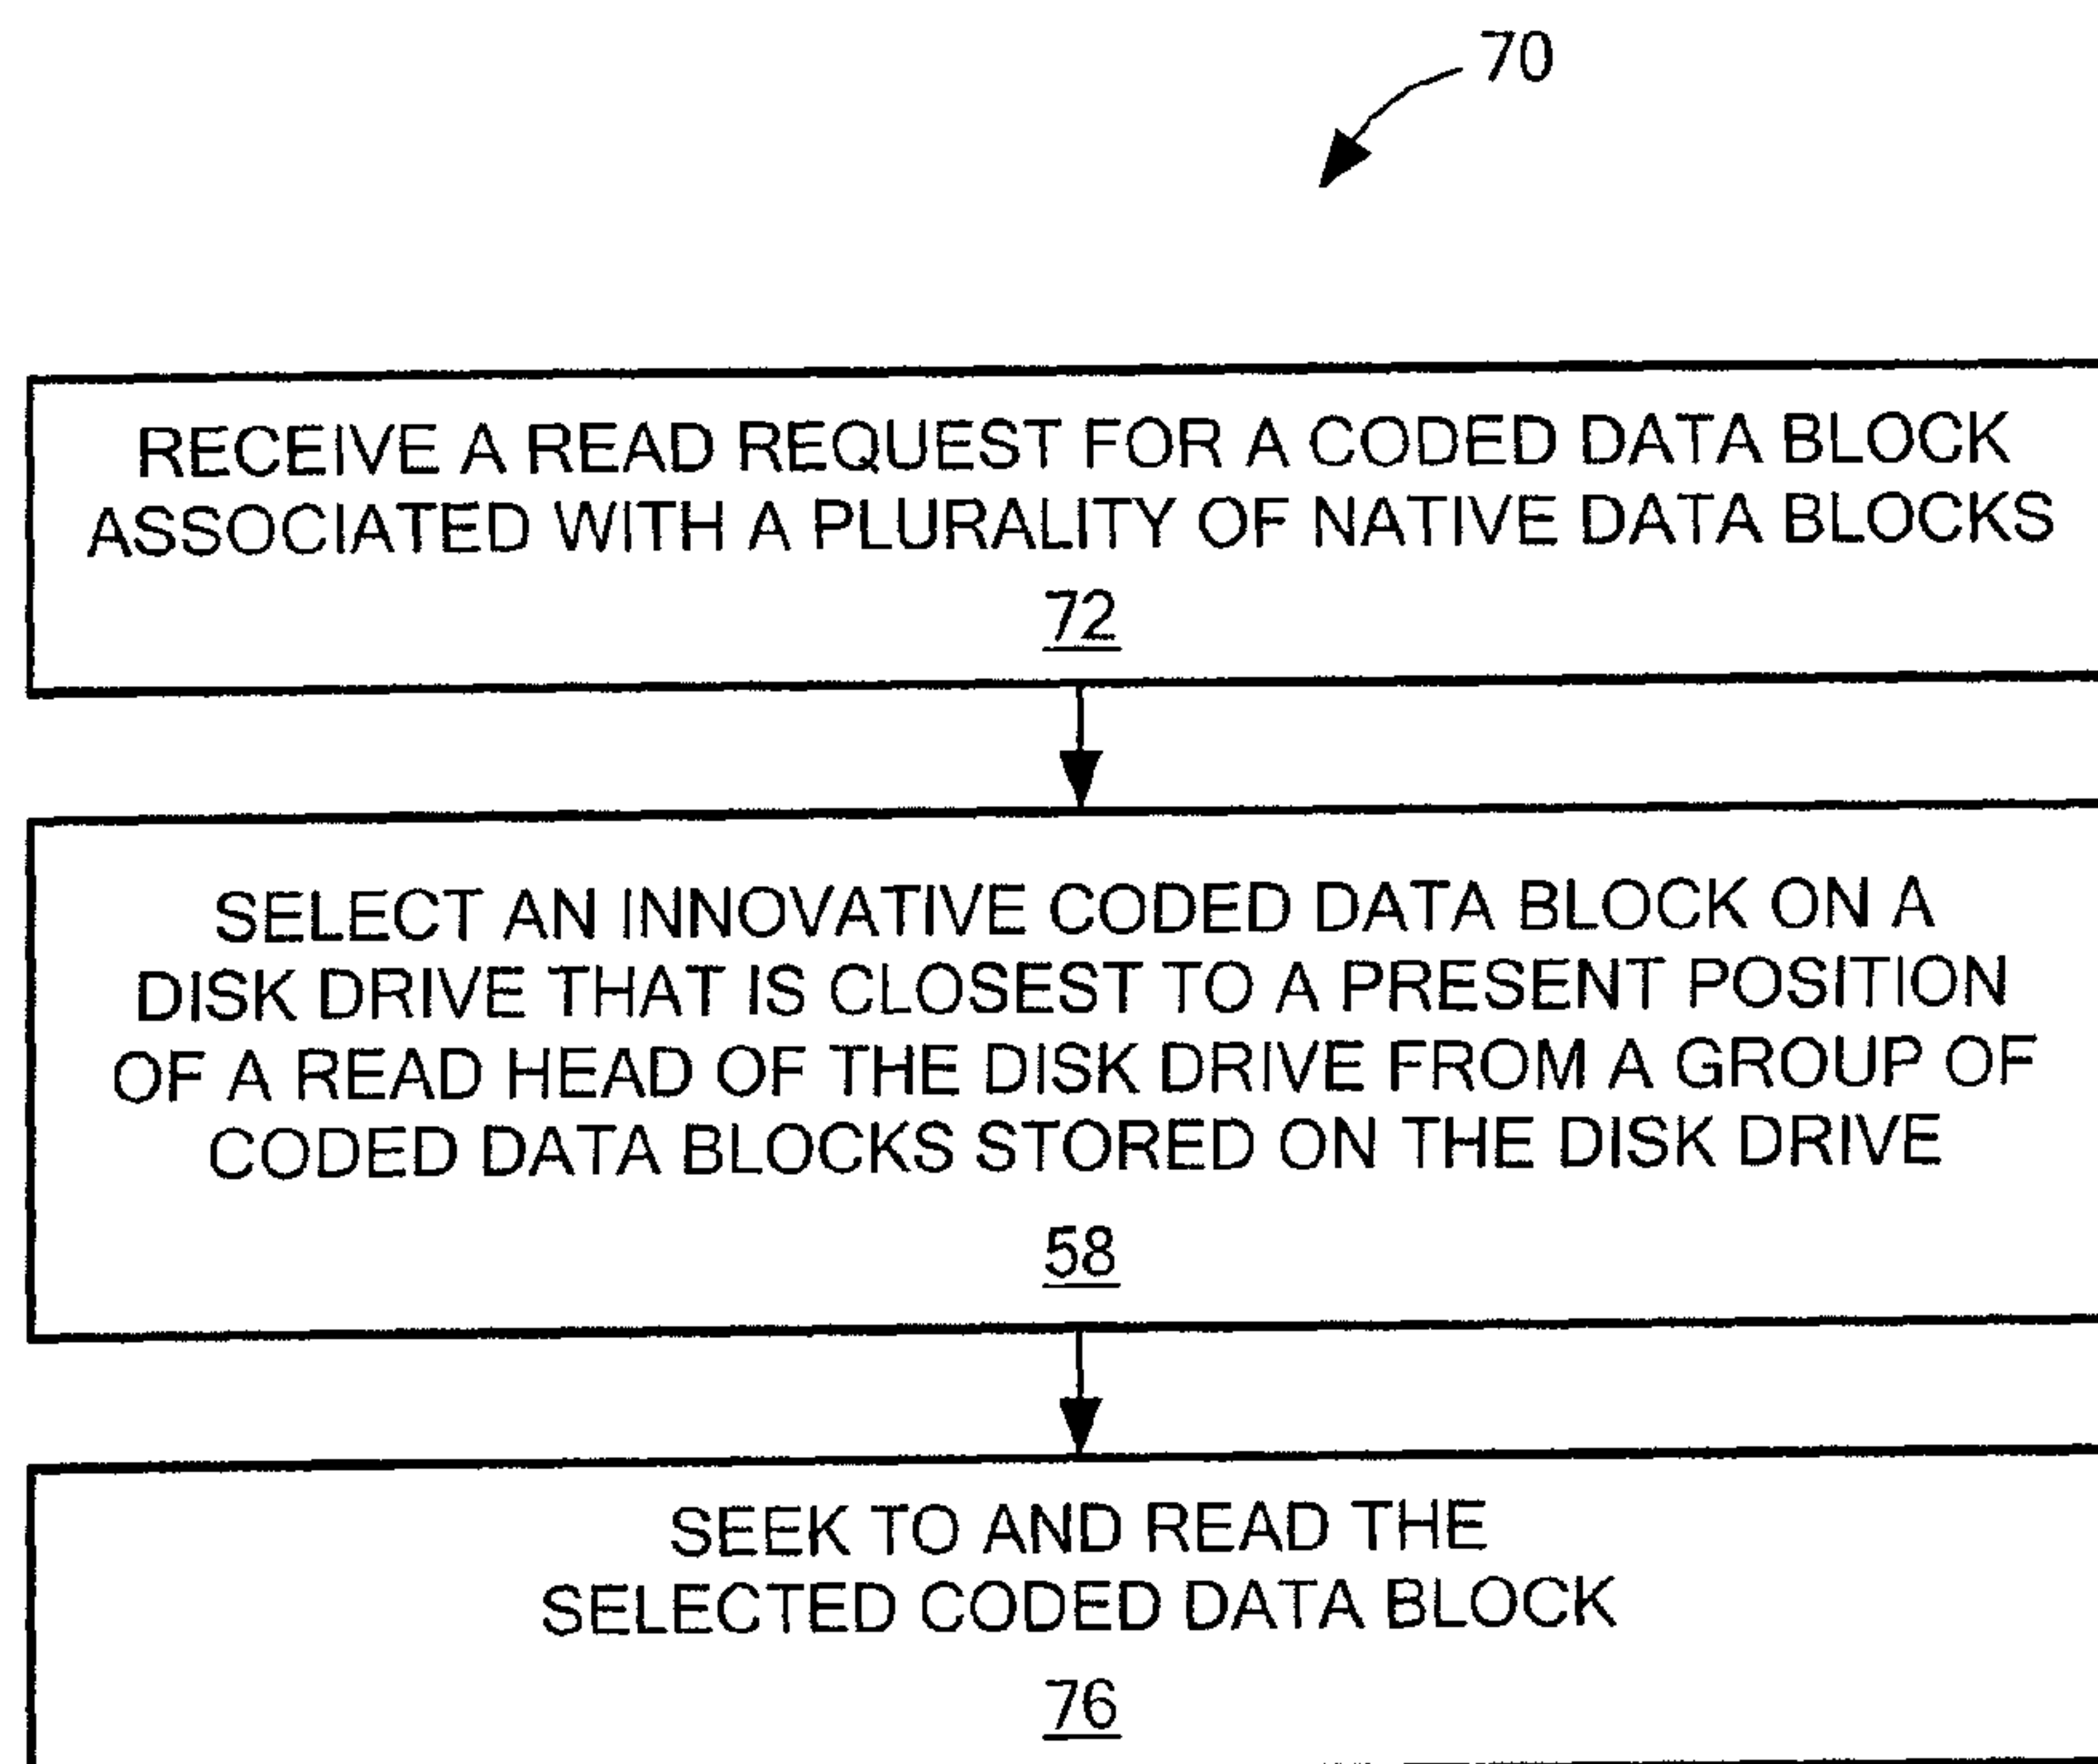 70
RECEIVE A READ REQUEST FOR A CODED DATA BLOCK
ASSOCIATED WITH A PLURALITY OF NATIVE DATA BLOCKS
72
SELECT AN INNOVATIVE CODED DATA BLOCK ON A
DISK DRIVE THAT IS CLOSEST TO A PRESENT POSITION
OF A READ HEAD OF THE DISK DRIVE FROM A GROUP OF
CODED DATA BLOCKS STORED ON THE DISK DRIVE
58
SEEK TO AND READ THE
SELECTED CODED DATA BLOCK
76